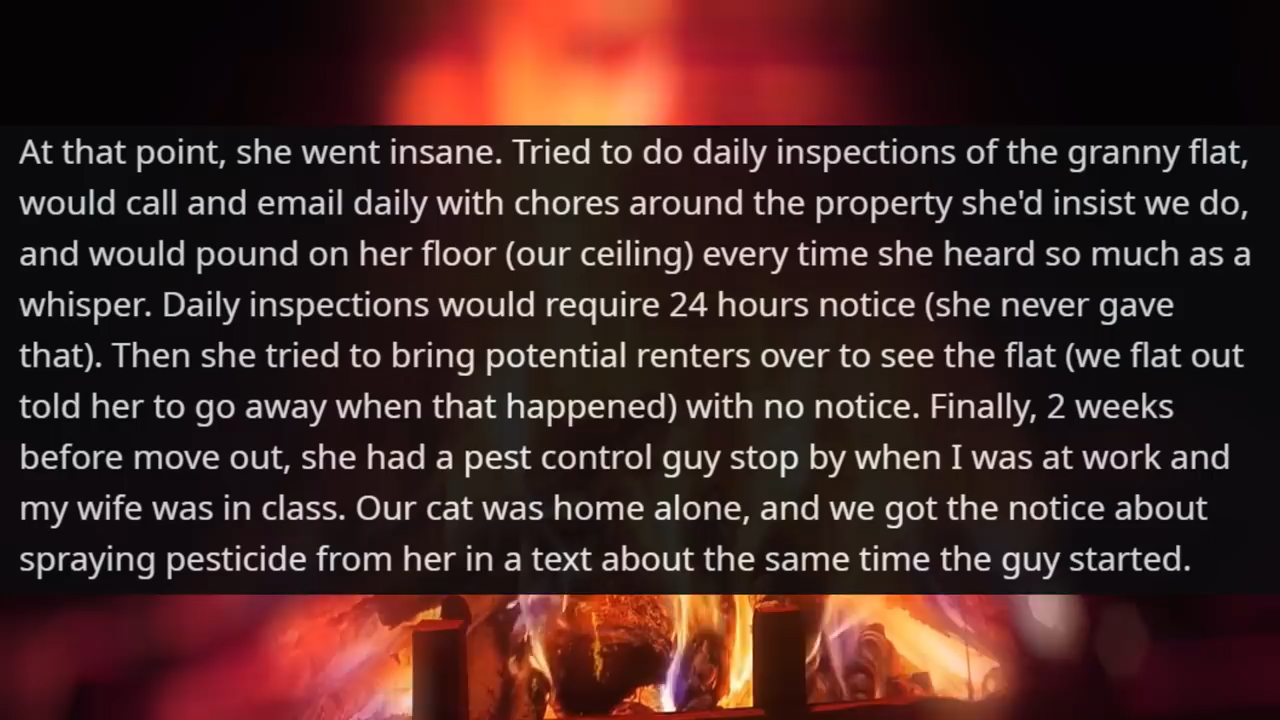 At that point, she went insane. Tried to do daily inspections of the granny flat,
would call and email daily with chores around the property she'd insist we do,
and would pound on her floor (our ceiling) every time she heard so much as a
whisper. Daily inspections would require 24 hours notice (she never gave
that). Then she tried to bring potential renters over to see the flat (we flat out
told her to go away when that happened) with no notice. Finally, 2 weeks
before move out, she had a pest control guy stop by when I was at work and
my wife was in class. Our cat was home alone, and we got the notice about
spraying pesticide from her in a text about the same time the guy started.